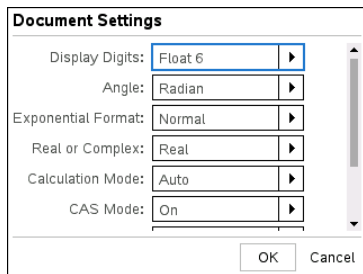 Document Settings
Display Digits: Float 6
Angle: Radian
Exponential Format: Normal
Real or Complex: Real
Calculation Mode: Auto
CAS Mode: On
OK Cancel